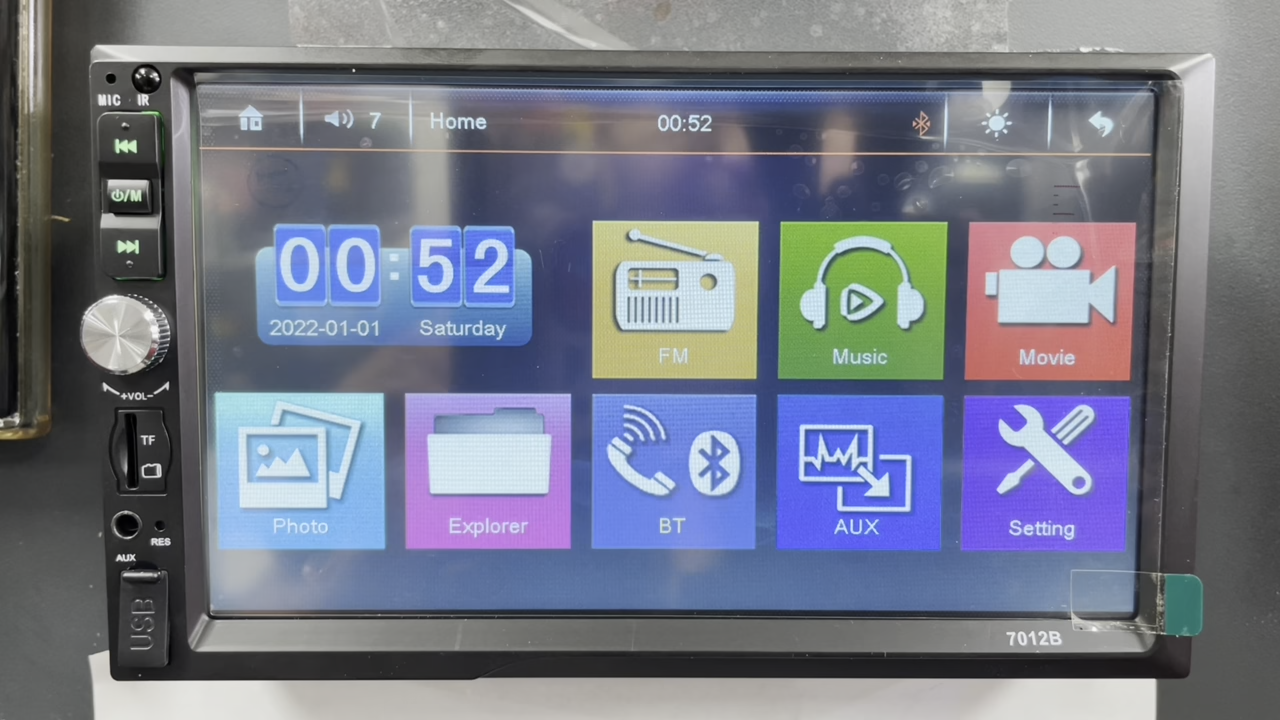 MIC IR
⏻/M
+VOL-
TF
RES
AUX
USB
7 Home 00:52
00:52
2022-01-01 Saturday
FM Music Movie
Photo Explorer BT AUX Setting
7012B